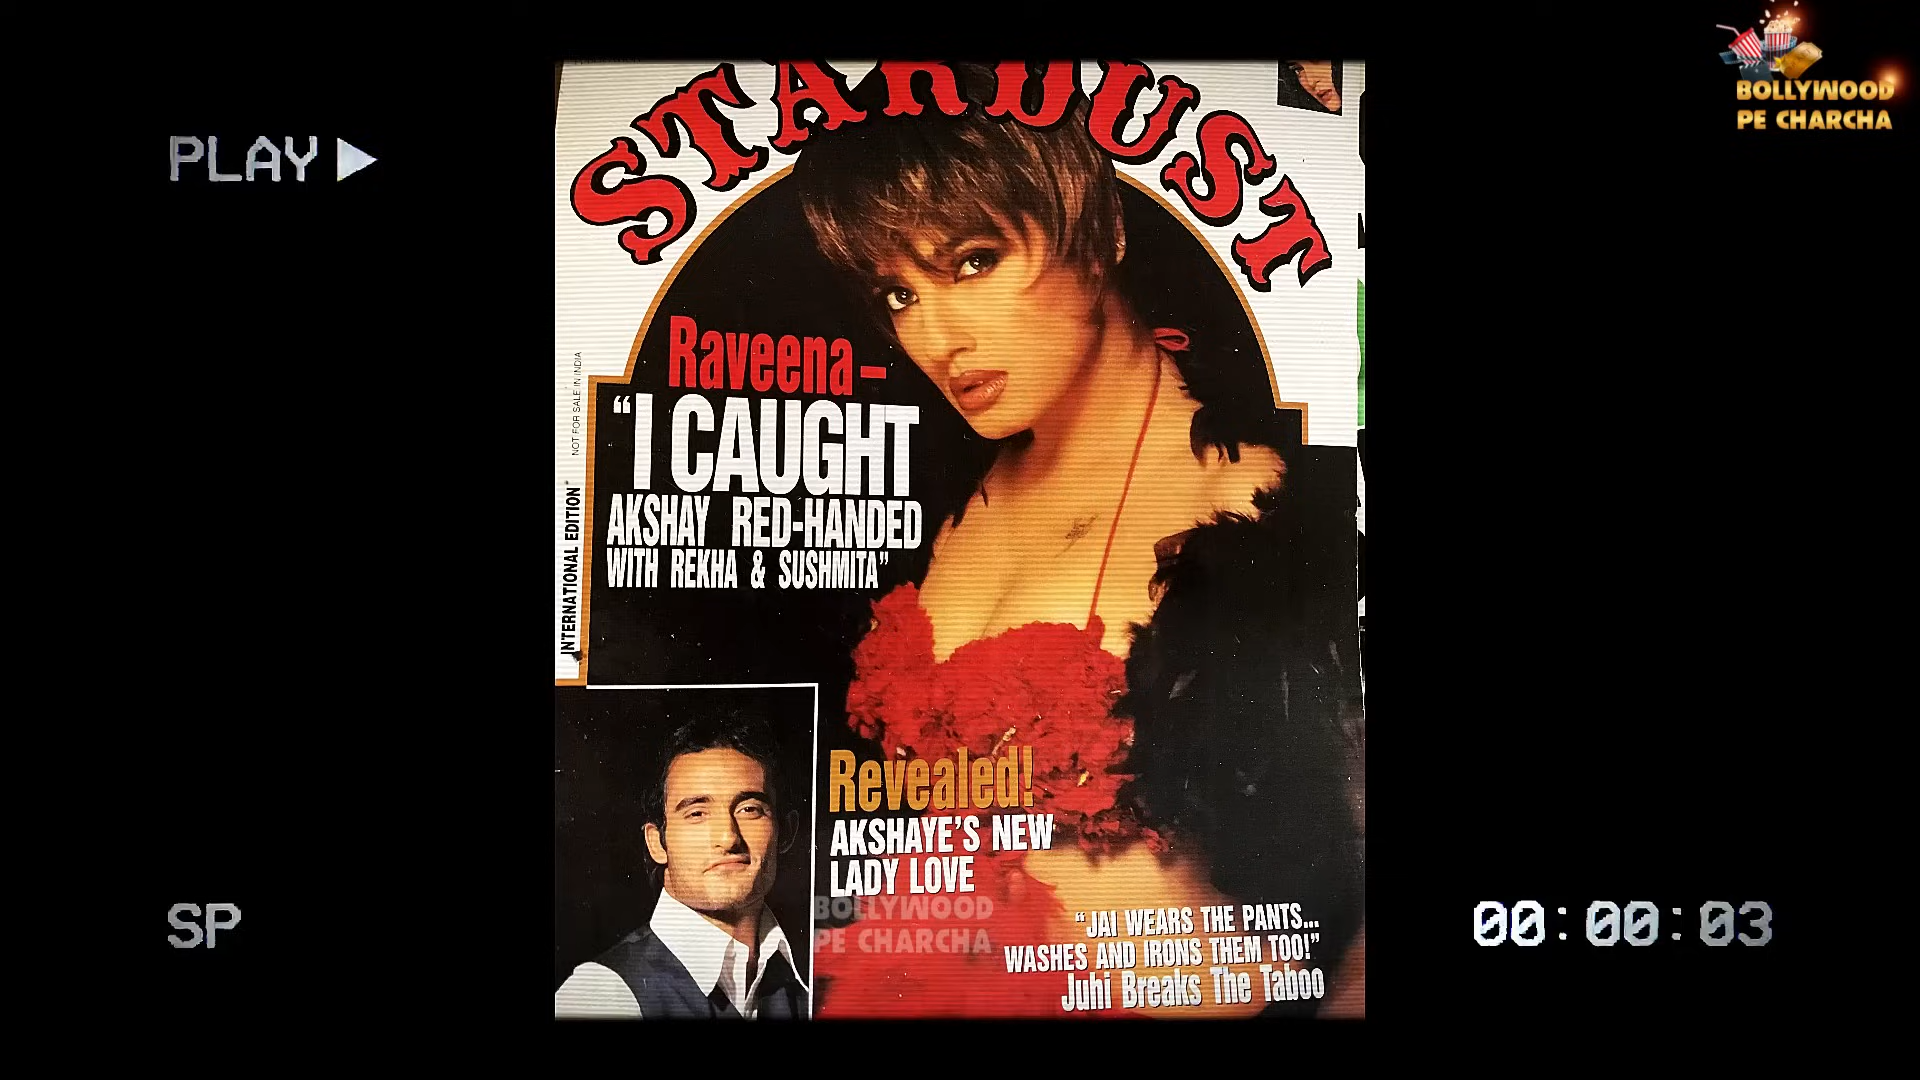 STARDUST
BOLLYWOOD
PE CHARCHA
PLAY
Raveena–
“I CAUGHT
AKSHAY RED-HANDED
WITH REKHA & SUSHMITA”
NOT FOR SALE IN INDIA
INTERNATIONAL EDITION
Revealed!
AKSHAYE’S NEW
LADY LOVE
BOLLYWOOD
PE CHARCHA
“JAI WEARS THE PANTS...
WASHES AND IRONS THEM TOO!”
Juhi Breaks The Taboo
SP
00:00:03